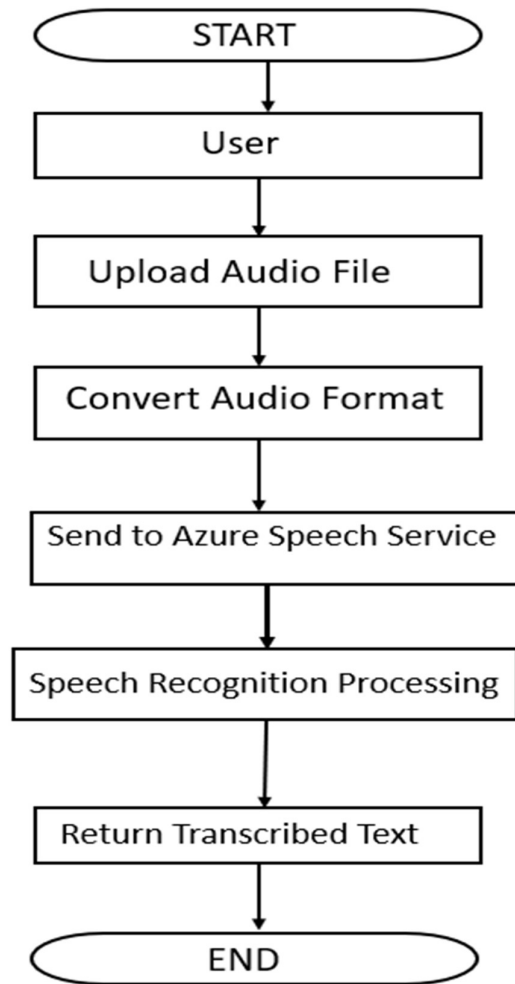 START
User
Upload Audio File
Convert Audio Format
Send to Azure Speech Service
Speech Recognition Processing
Return Transcribed Text
END